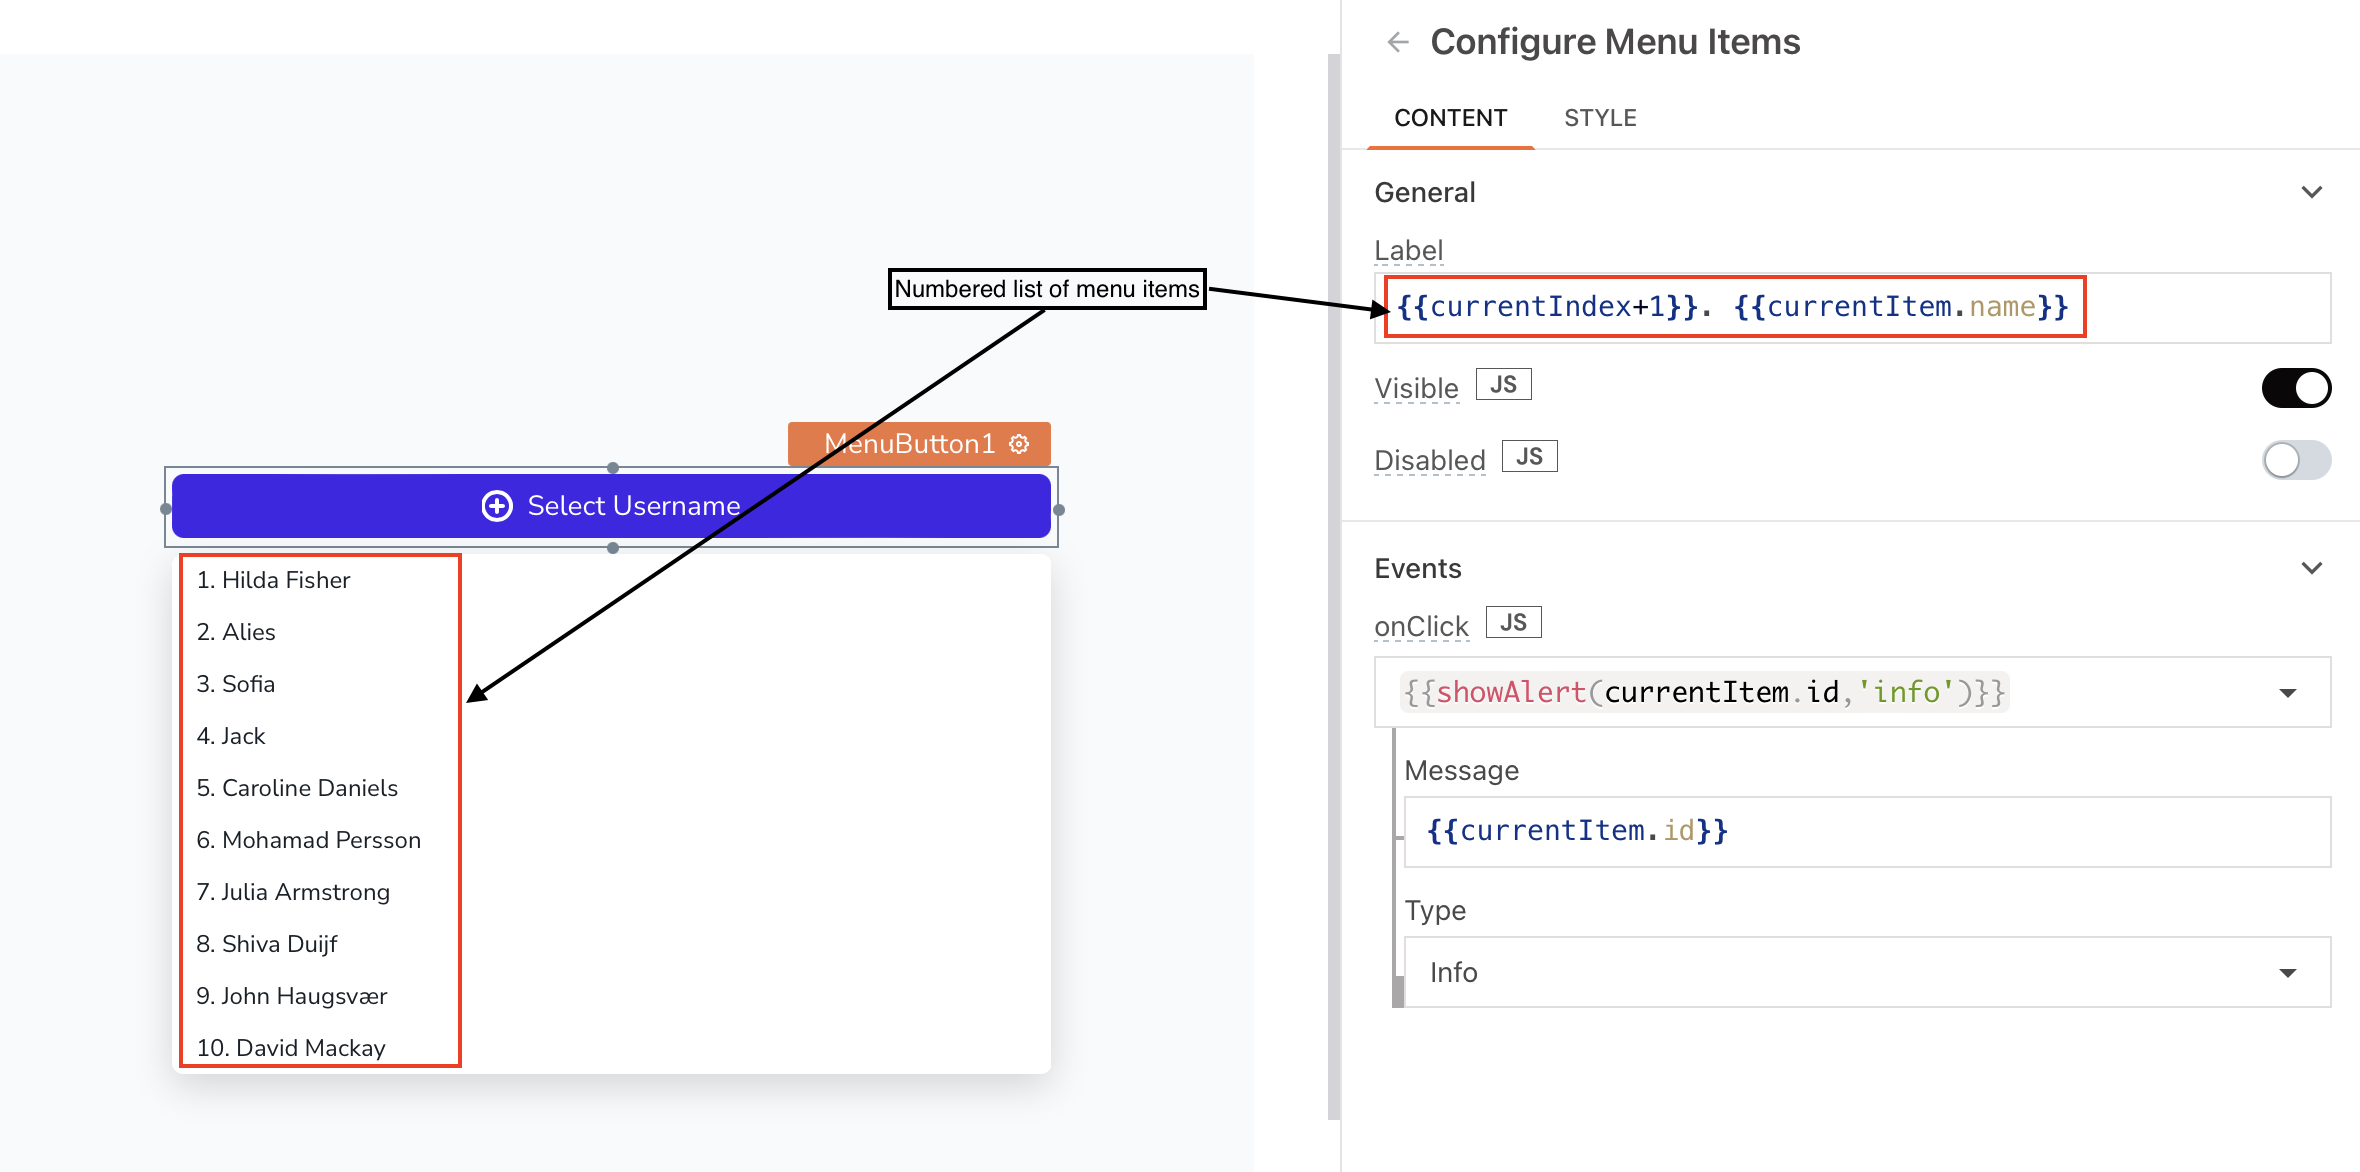 Numbered list of menu items
MenuButton1
Select Username
1. Hilda Fisher
2. Alies
3. Sofia
4. Jack
5. Caroline Daniels
6. Mohamad Persson
7. Julia Armstrong
8. Shiva Duijf
9. John Haugsvær
10. David Mackay
Configure Menu Items
CONTENT STYLE
General
Label
{{currentIndex+1}}. {{currentItem.name}}
Visible JS
Disabled JS
Events
onClick JS
{{showAlert(currentItem.id,'info')}}
Message
{{currentItem.id}}
Type
Info